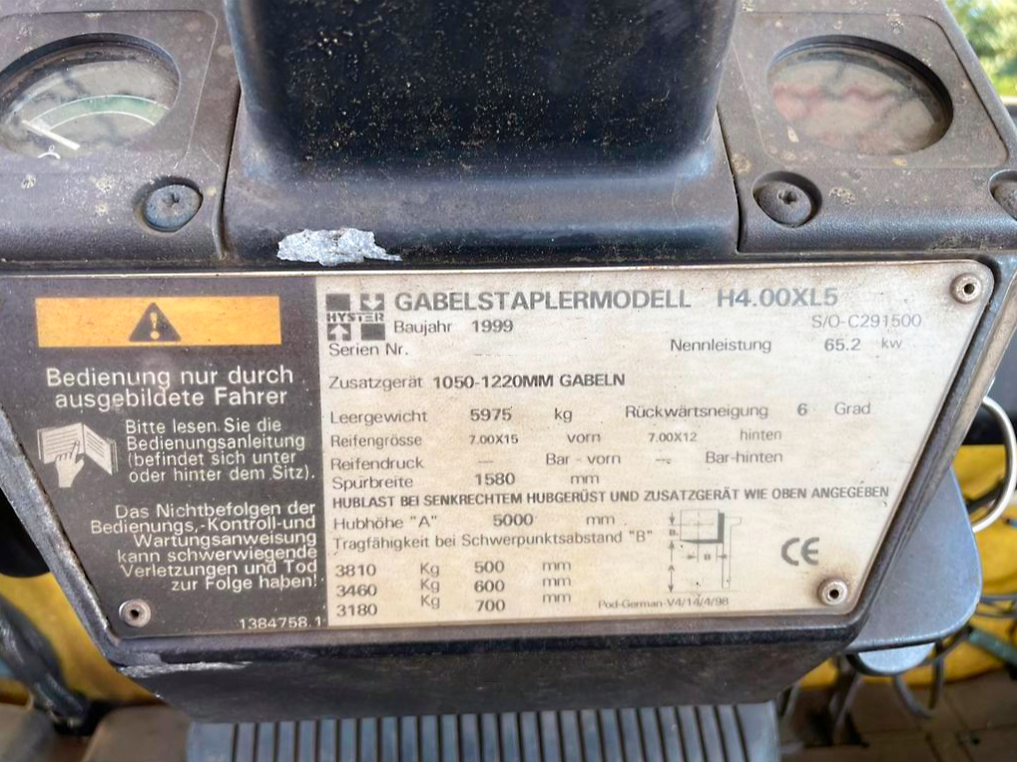 Bedienung nur durch
ausgebildete Fahrer
Bitte lesen Sie die
Bedienungsanleitung
(befindet sich unter
oder hinter dem Sitz).
Das Nichtbefolgen der
Bedienungs,-Kontroll-und
Wartungsanweisung
kann schwerwiegende
Verletzungen und Tod
zur Folge haben!
1384758.1
HYSTER
GABELSTAPLERMODELL H4.00XL5
Baujahr 1999 S/O-C291500
Serien Nr. Nennleistung 65.2 kw
Zusatzgerät 1050-1220MM GABELN
Leergewicht 5975 kg Rückwärtsneigung 6 Grad
Reifengrösse 7.00X15 vorn 7.00X12 hinten
Reifendruck — Bar - vorn — Bar-hinten
Spurbreite 1580 mm
HUBLAST BEI SENKRECHTEM HUBGERÜST UND ZUSATZGERÄT WIE OBEN ANGEGEBEN
Hubhöhe "A" 5000 mm
Tragfähigkeit bei Schwerpunktsabstand "B"
3810 Kg 500 mm
3460 Kg 600 mm
3180 Kg 700 mm
B
A
CE
Pod-German-V4/14/4/98